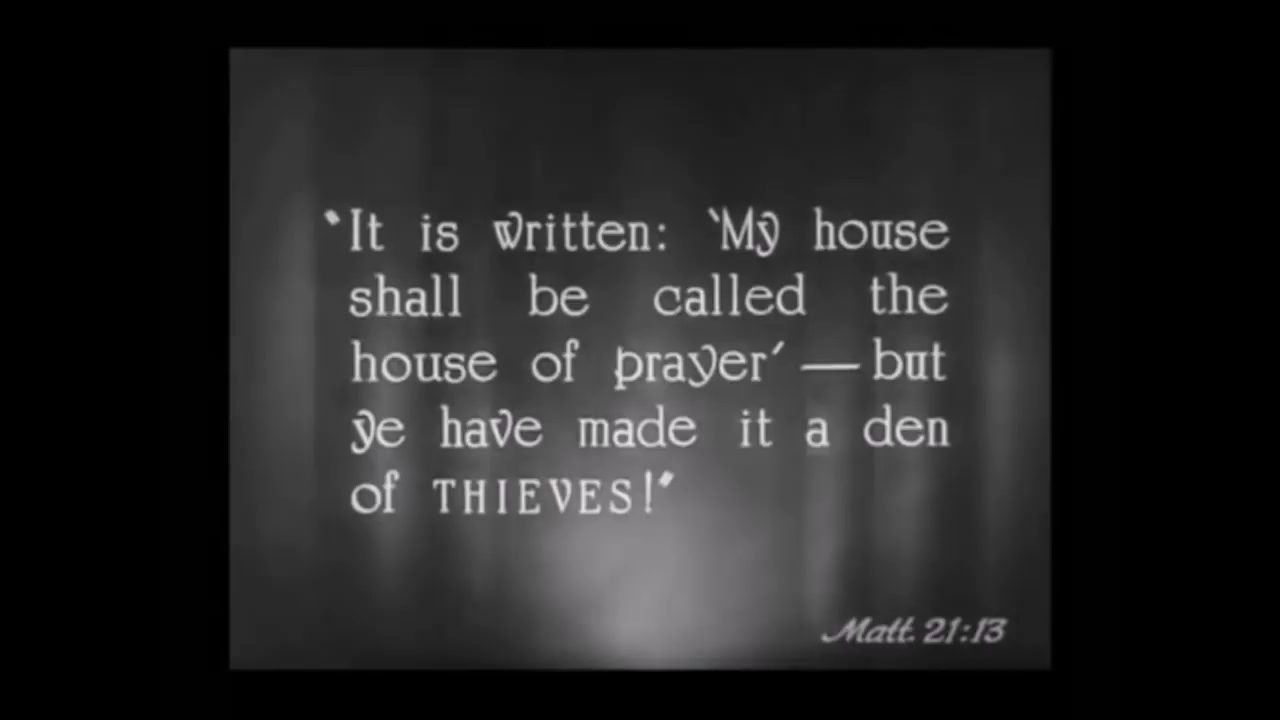 "It is written: 'My house
shall be called the
house of prayer' — but
ye have made it a den
of THIEVES!"
Matt. 21:13